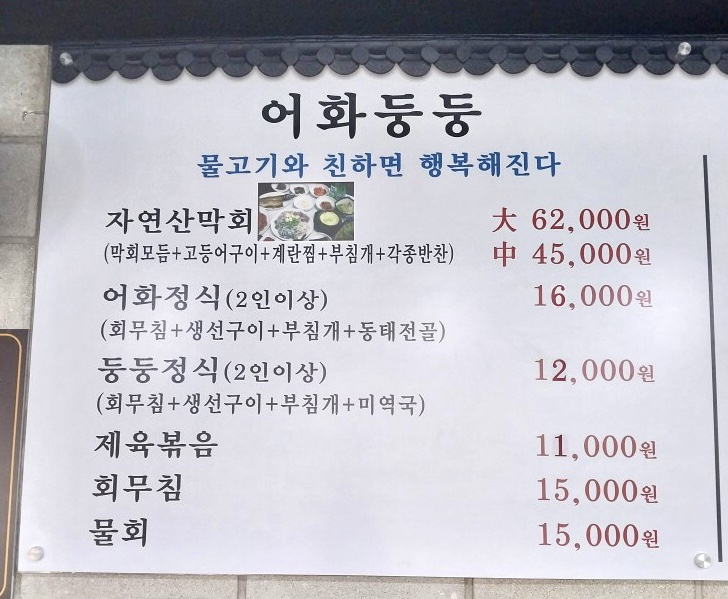 어화둥둥
물고기와 친하면 행복해진다
자연산막회 大 62,000원
(막회모듬+고등어구이+계란찜+부침개+각종반찬) 中 45,000원
어화정식(2인이상) 16,000원
(회무침+생선구이+부침개+동태전골)
둥둥정식(2인이상) 12,000원
(회무침+생선구이+부침개+미역국)
제육볶음 11,000원
회무침 15,000원
물회 15,000원